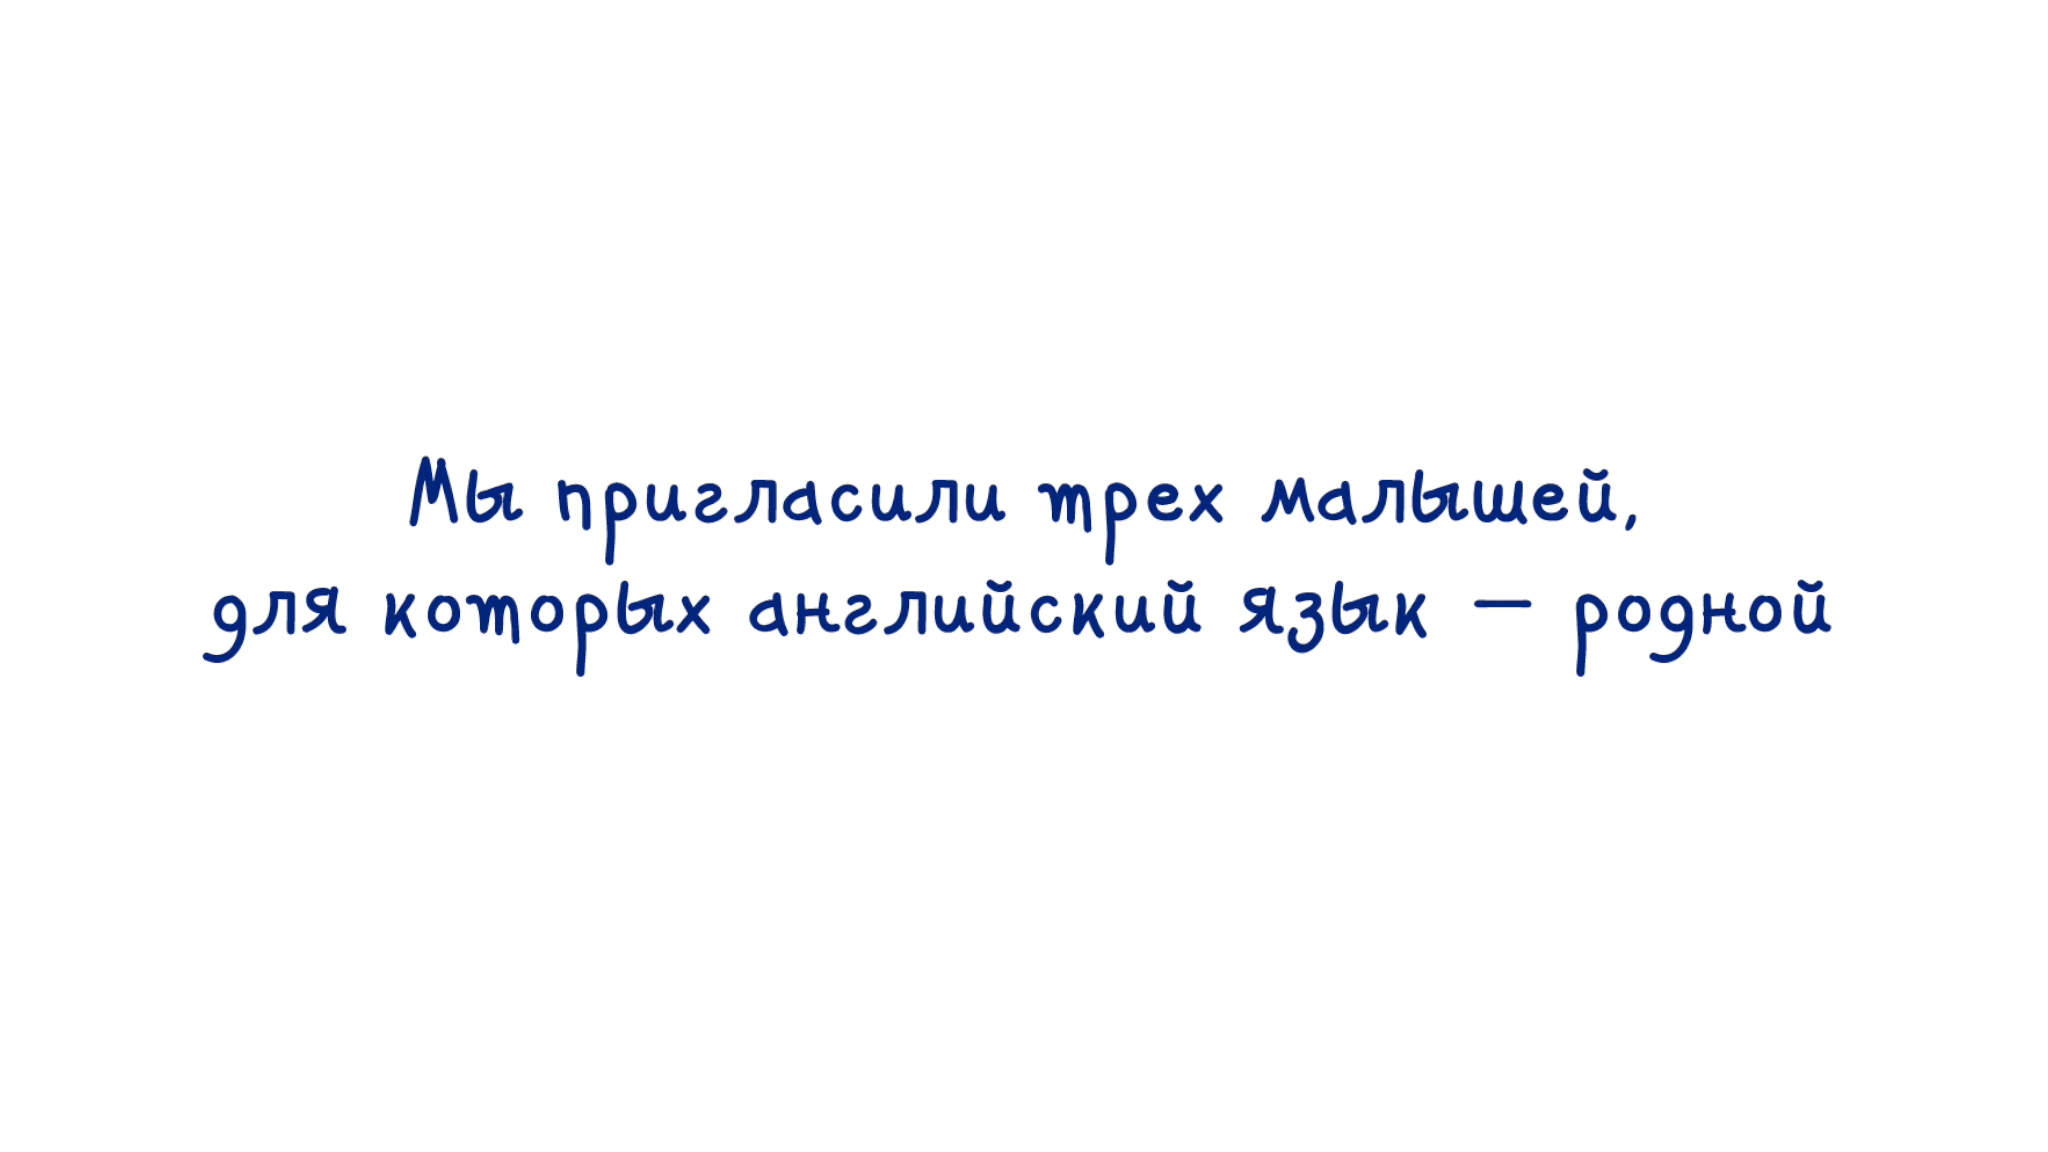 Мы пригласили трех малышей,
для которых английский язык — родной